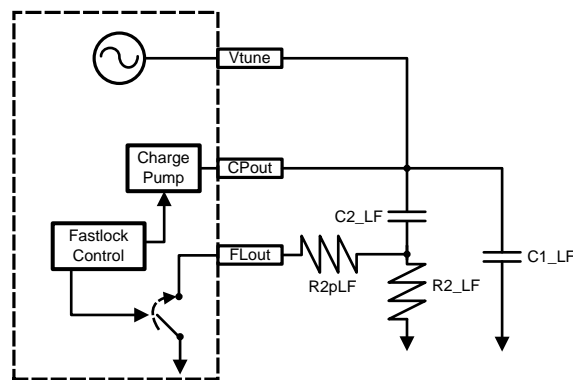 Vtune
Charge
Pump
CPout
C2_LF
Fastlock
Control
FLout
C1_LF
R2pLF
R2_LF